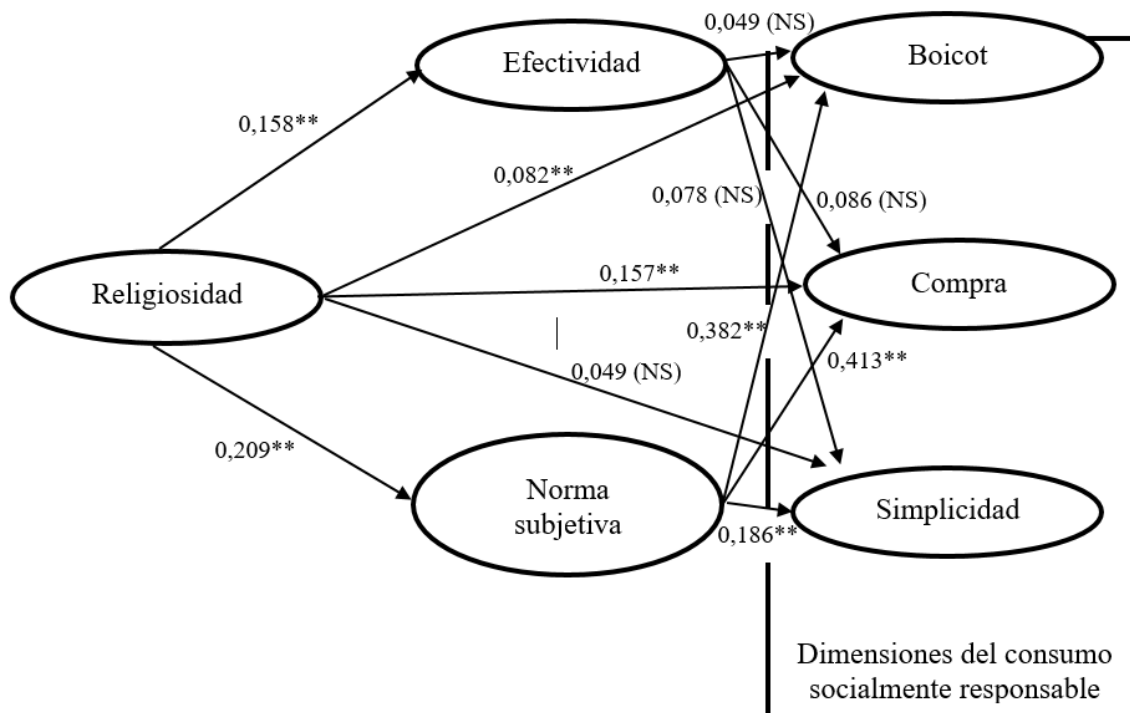 0,049 (NS)
Efectividad
Boicot
0,158**
0,082**
0,078 (NS)
0,086 (NS)
Religiosidad
0,157**
Compra
0,382**
0,413**
0,049 (NS)
0,209**
Norma
subjetiva
Simplicidad
0,186**
Dimensiones del consumo
socialmente responsable